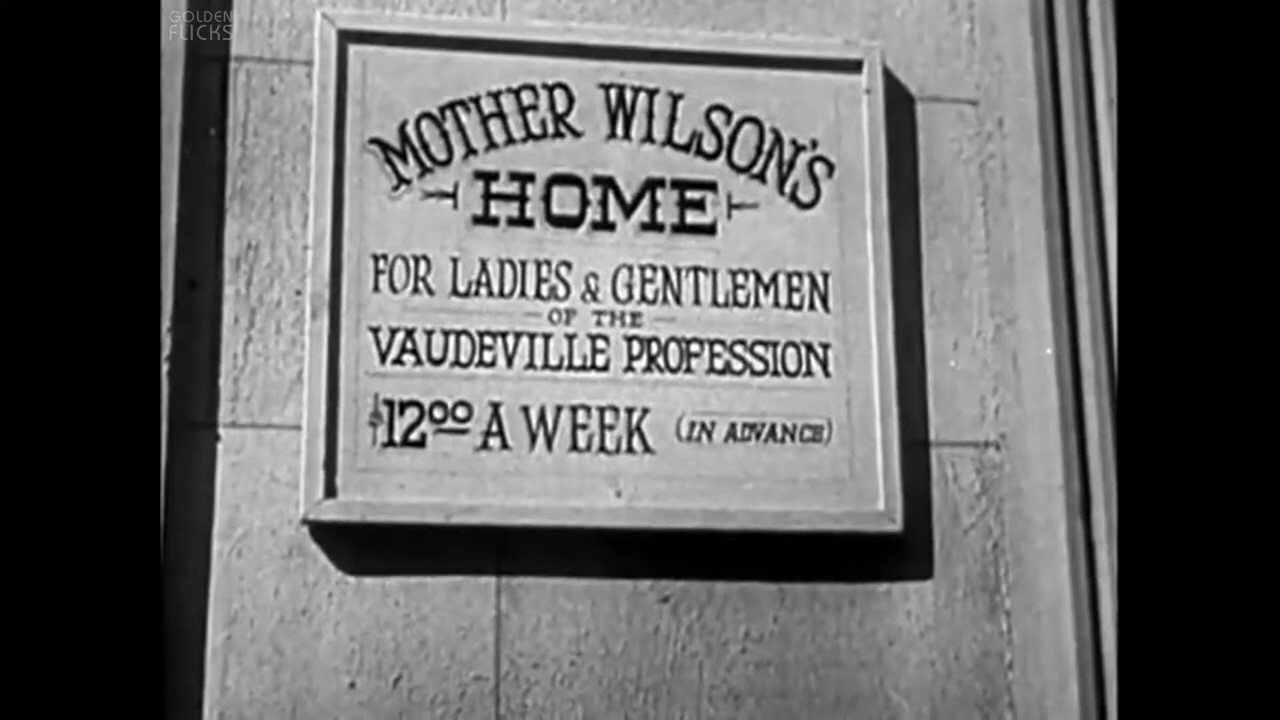 GOLDEN
FLICKS
MOTHER WILSON'S
HOME
FOR LADIES & GENTLEMEN
OF THE
VAUDEVILLE PROFESSION
$1200 A WEEK (IN ADVANCE)